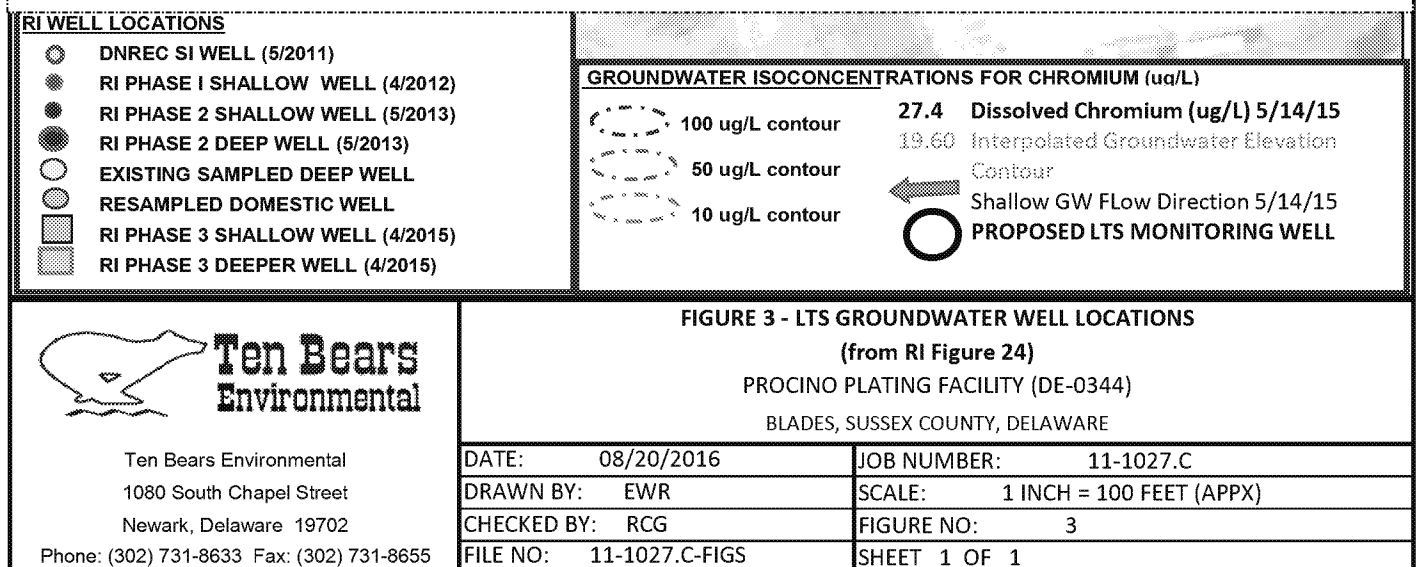 RI WELL LOCATIONS
DNREC SI WELL (5/2011)
RI PHASE I SHALLOW WELL (4/2012)
RI PHASE 2 SHALLOW WELL (5/2013)
RI PHASE 2 DEEP WELL (5/2013)
EXISTING SAMPLED DEEP WELL
RESAMPLED DOMESTIC WELL
RI PHASE 3 SHALLOW WELL (4/2015)
RI PHASE 3 DEEPER WELL (4/2015)
GROUNDWATER ISOCONCENTRATIONS FOR CHROMIUM (ug/L)
100 ug/L contour
50 ug/L contour
10 ug/L contour
27.4 Dissolved Chromium (ug/L) 5/14/15
19.60 Interpolated Groundwater Elevation
Contour
Shallow GW FLow Direction 5/14/15
PROPOSED LTS MONITORING WELL
Ten Bears
Environmental
Ten Bears Environmental
1080 South Chapel Street
Newark, Delaware 19702
Phone: (302) 731-8633 Fax: (302) 731-8655
FIGURE 3 - LTS GROUNDWATER WELL LOCATIONS
(from RI Figure 24)
PROCINO PLATING FACILITY (DE-0344)
BLADES, SUSSEX COUNTY, DELAWARE
DATE: 08/20/2016
JOB NUMBER: 11-1027.C
DRAWN BY: EWR
SCALE: 1 INCH = 100 FEET (APPX)
CHECKED BY: RCG
FIGURE NO: 3
FILE NO: 11-1027.C-FIGS
SHEET 1 OF 1